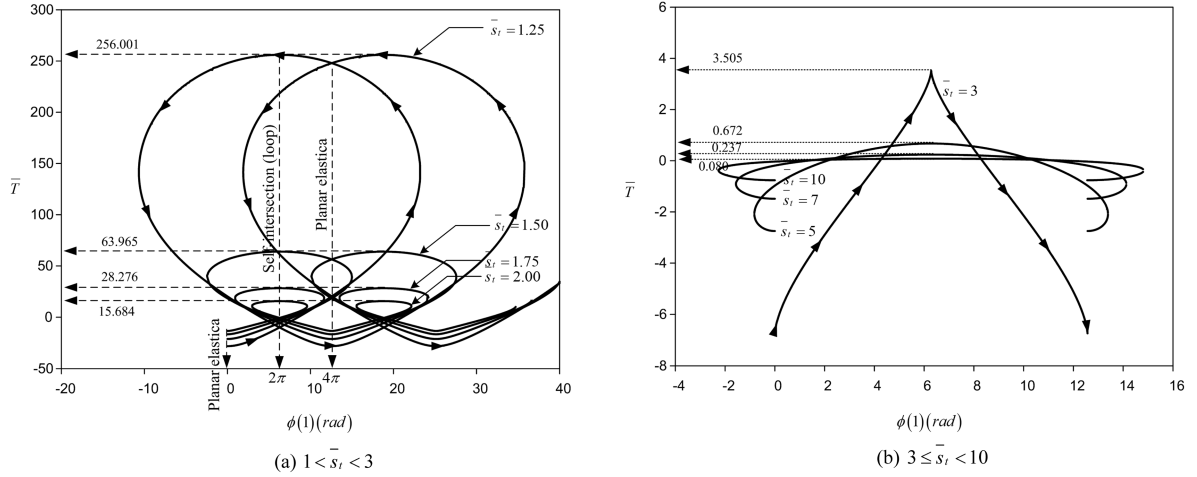 300
250
200
150
100
50
0
-50
T̅
256.001
63.965
28.276
15.684
s̅ₜ = 1.25
s̅ₜ = 1.50
s̅ₜ = 1.75
s̅ₜ = 2.00
Planar elastica
Self intersection (loop)
Planar elastica
2π
4π
-20 -10 0 10 20 30 40
ϕ(1)(rad)
(a) 1 < s̅ₜ < 3
6
4
2
0
-2
-4
-6
-8
T̅
3.505
0.672
0.237
0.080
s̅ₜ = 3
s̅ₜ = 10
s̅ₜ = 7
s̅ₜ = 5
-4 -2 0 2 4 6 8 10 12 14 16
ϕ(1)(rad)
(b) 3 ≤ s̅ₜ < 10